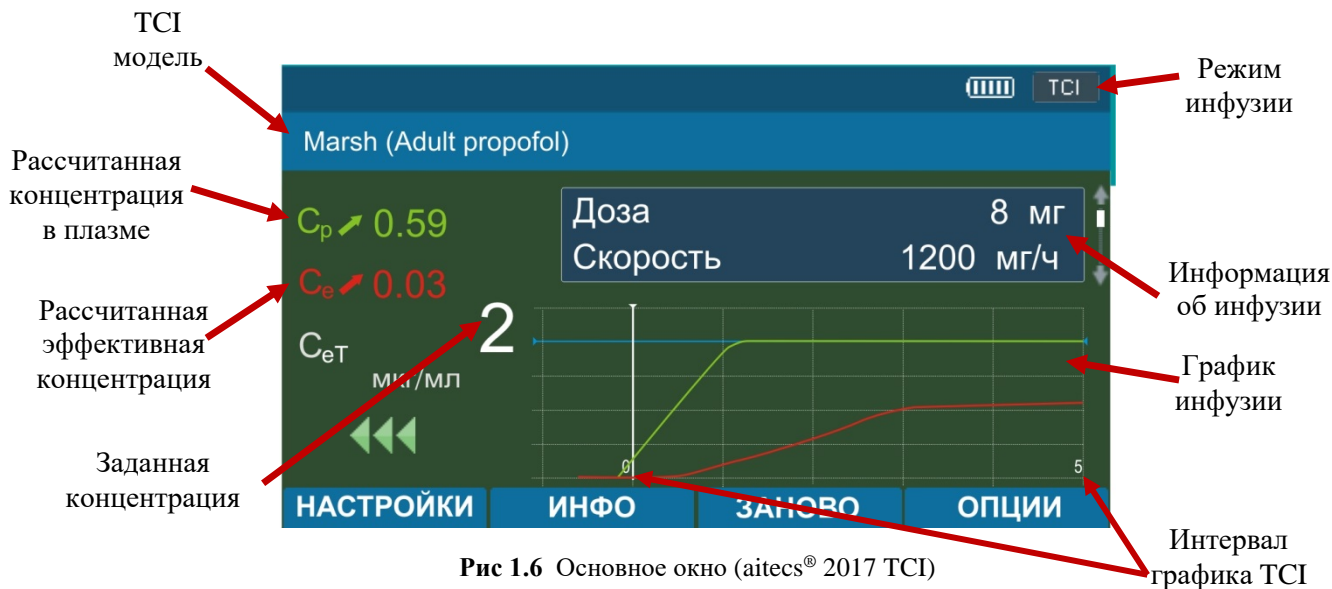 TCI
модель
Режим
инфузии
TCI
Marsh (Adult propofol)
Рассчитанная
концентрация
в плазме
Cp 0.59
Доза 8 мг
Скорость 1200 мг/ч
Ce 0.03
Информация
об инфузии
Рассчитанная
эффективная
концентрация
CeT 2
мкг/мл
График
инфузии
Заданная
концентрация
0 5
НАСТРОЙКИ ИНФО ЗАНОВО ОПЦИИ
Интервал
графика TCI
Рис 1.6 Основное окно (aitecs® 2017 TCI)